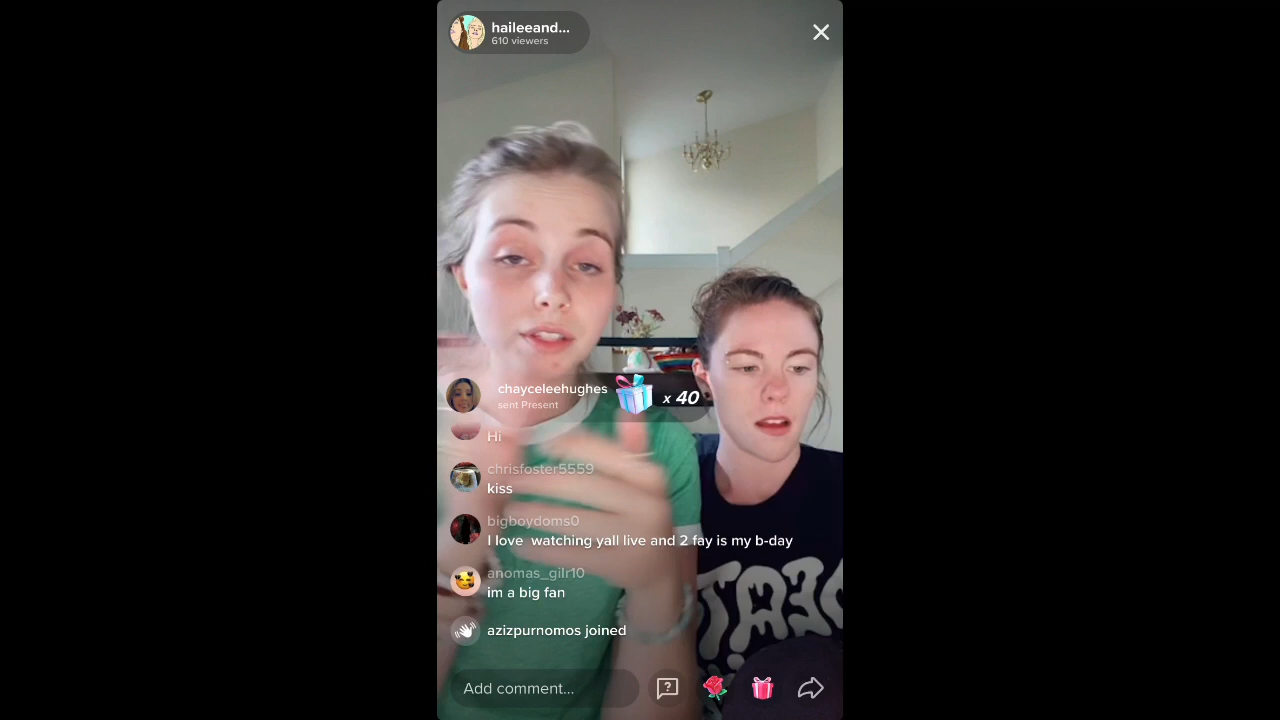 haileeand...
610 viewers
chayceleehughes
sent Present
x 40
Hi
chrisfoster5559
kiss
bigboydoms0
I love watching yall live and 2 fay is my b-day
anomas_gilr10
im a big fan
azizpurnomos joined
Add comment...